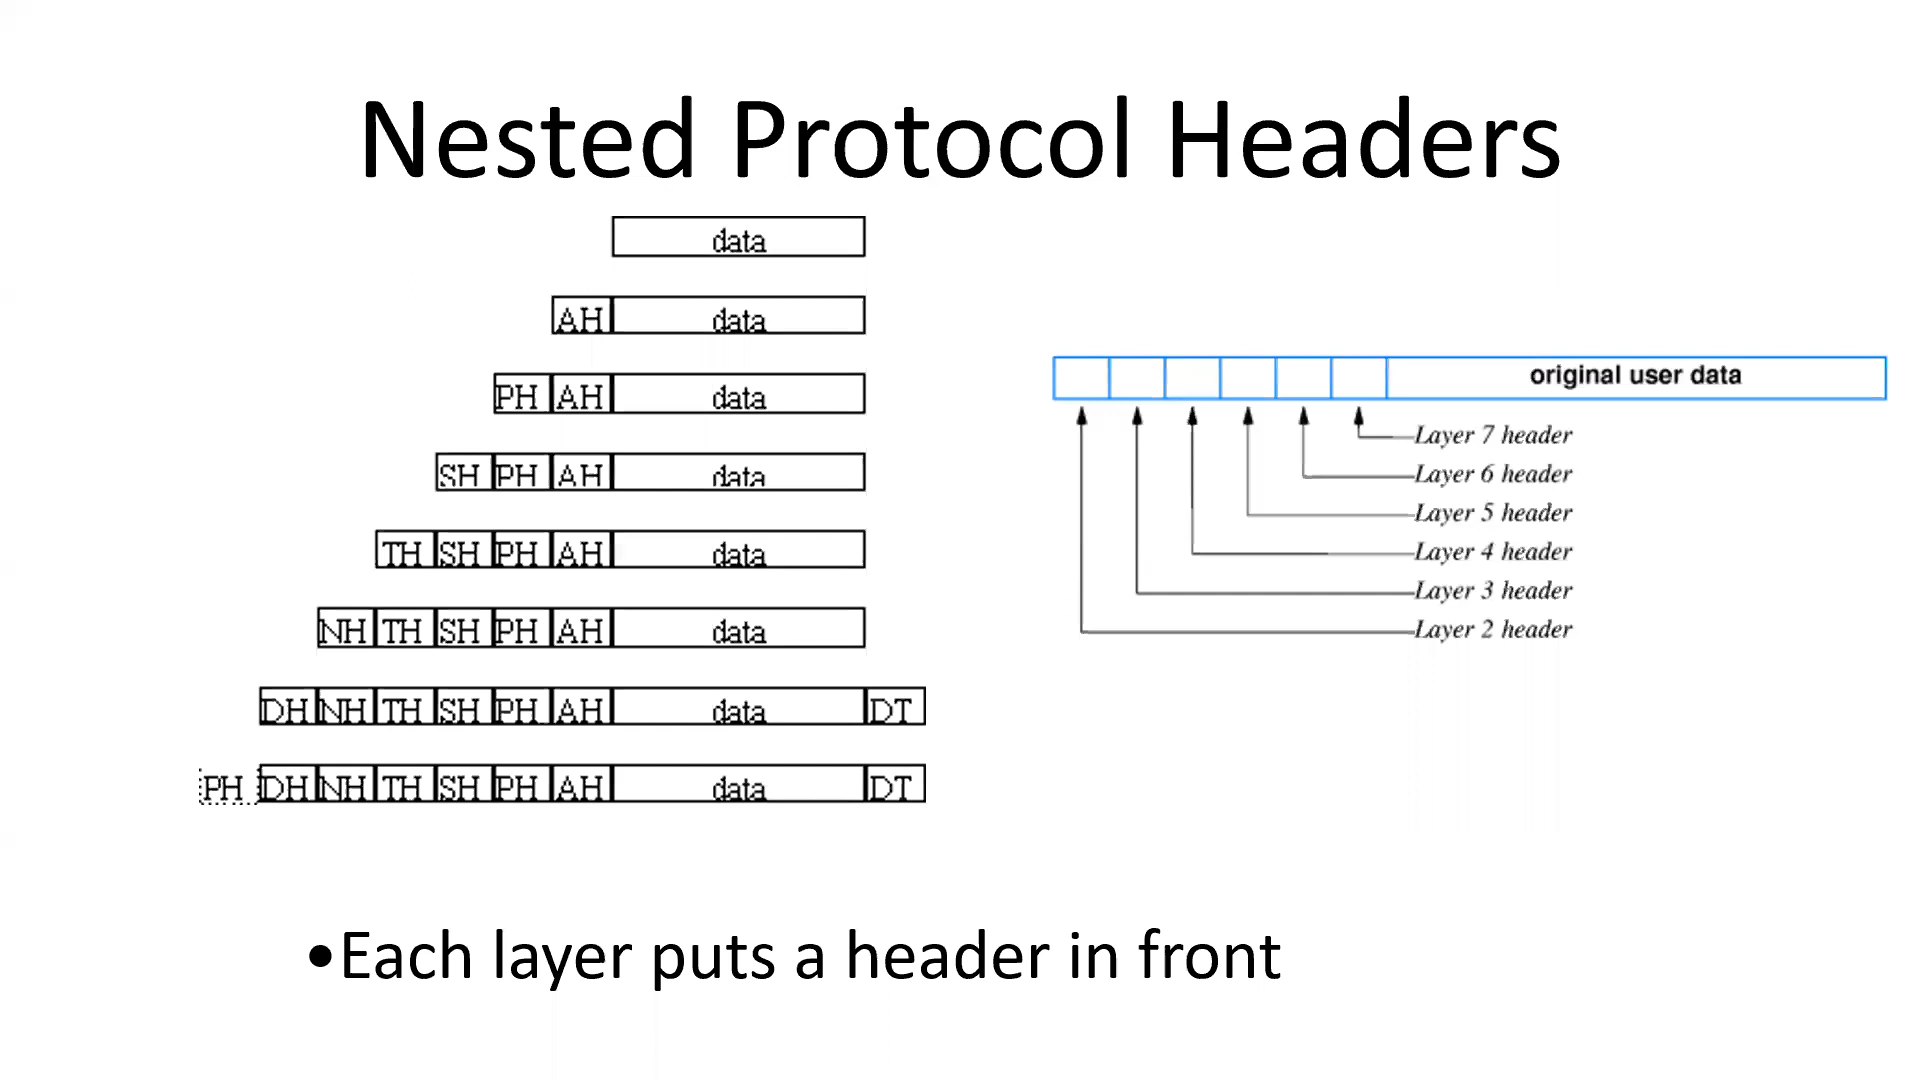 Nested Protocol Headers
data
AH data
PH AH data
SH PH AH data
TH SH PH AH data
NH TH SH PH AH data
DH NH TH SH PH AH data DT
PH DH NH TH SH PH AH data DT
original user data
Layer 7 header
Layer 6 header
Layer 5 header
Layer 4 header
Layer 3 header
Layer 2 header
•Each layer puts a header in front